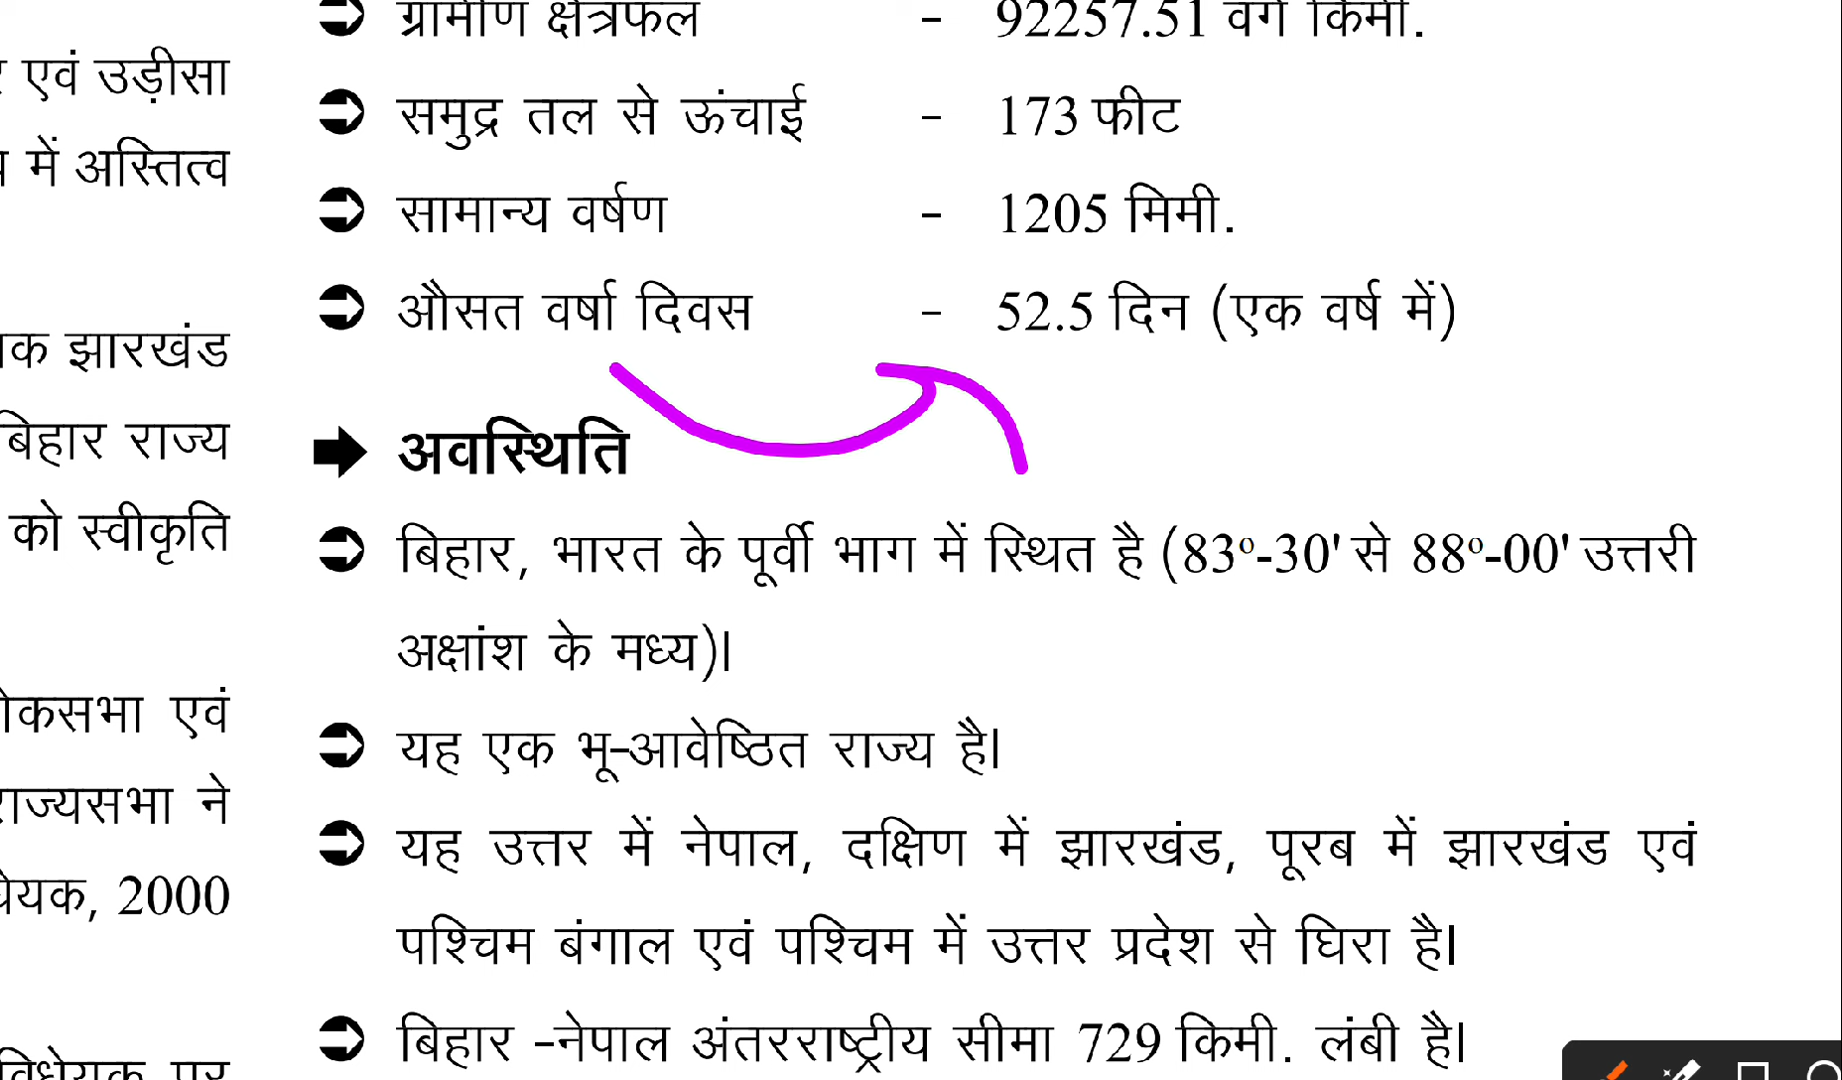 एवं उड़ीसा
में अस्तित्व
झारखंड
बिहार राज्य
को स्वीकृति
एवं
राज्यसभा ने
2000
ग्रामीण क्षेत्रफल - 92257.51 वर्ग किमी.
समुद्र तल से ऊंचाई - 173 फीट
सामान्य वर्षण - 1205 मिमी.
औसत वर्षा दिवस - 52.5 दिन (एक वर्ष में)
अवस्थिति
बिहार, भारत के पूर्वी भाग में स्थित है (83º-30' से 88º-00' उत्तरी
अक्षांश के मध्य)।
यह एक भू-आवेष्ठित राज्य है।
यह उत्तर में नेपाल, दक्षिण में झारखंड, पूरब में झारखंड एवं
पश्चिम बंगाल एवं पश्चिम में उत्तर प्रदेश से घिरा है।
बिहार -नेपाल अंतरराष्ट्रीय सीमा 729 किमी. लंबी है।